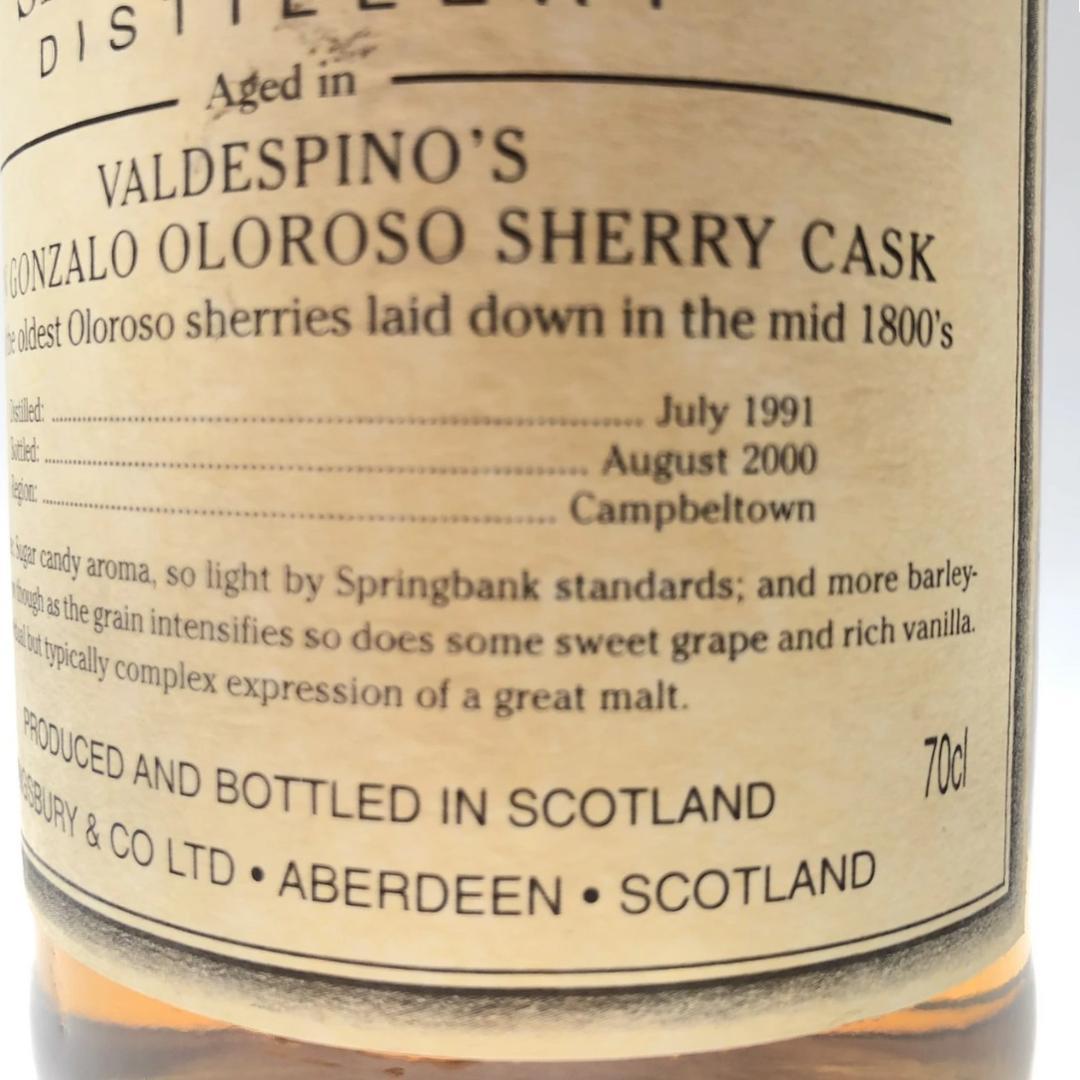 DISTILLERY
Aged in
VALDESPINO'S
GONZALO OLOROSO SHERRY CASK
oldest Oloroso sherries laid down in the mid 1800's
July 1991
August 2000
Campbeltown
Sugar candy aroma, so light by Springbank standards; and more barley-
though as the grain intensifies so does some sweet grape and rich vanilla.
but typically complex expression of a great malt.
PRODUCED AND BOTTLED IN SCOTLAND
70cl
& CO LTD • ABERDEEN • SCOTLAND